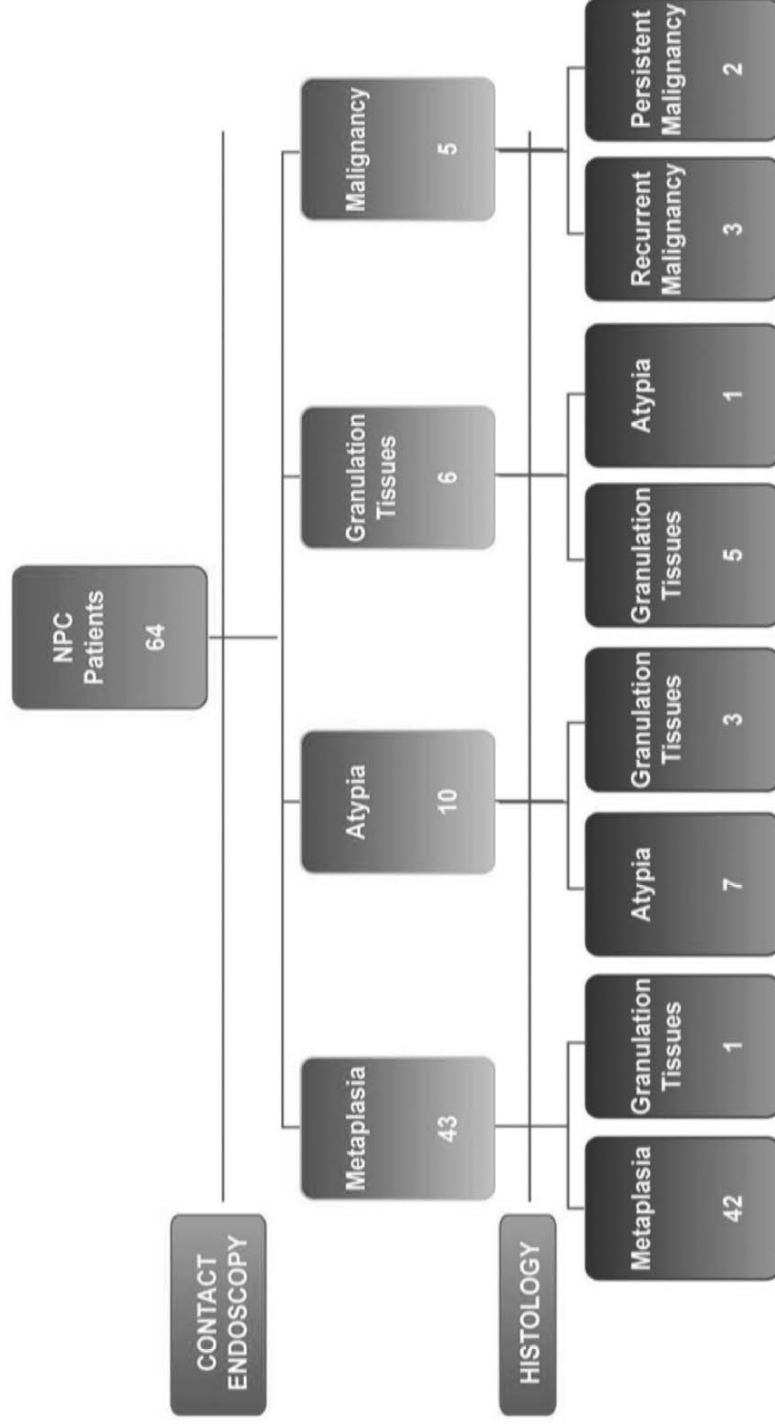 NPC
Patients
64
CONTACT
ENDOSCOPY
Metaplasia
43
Atypia
10
Granulation
Tissues
6
Malignancy
5
HISTOLOGY
Metaplasia
42
Granulation
Tissues
1
Atypia
7
Granulation
Tissues
3
Granulation
Tissues
5
Atypia
1
Recurrent
Malignancy
3
Persistent
Malignancy
2